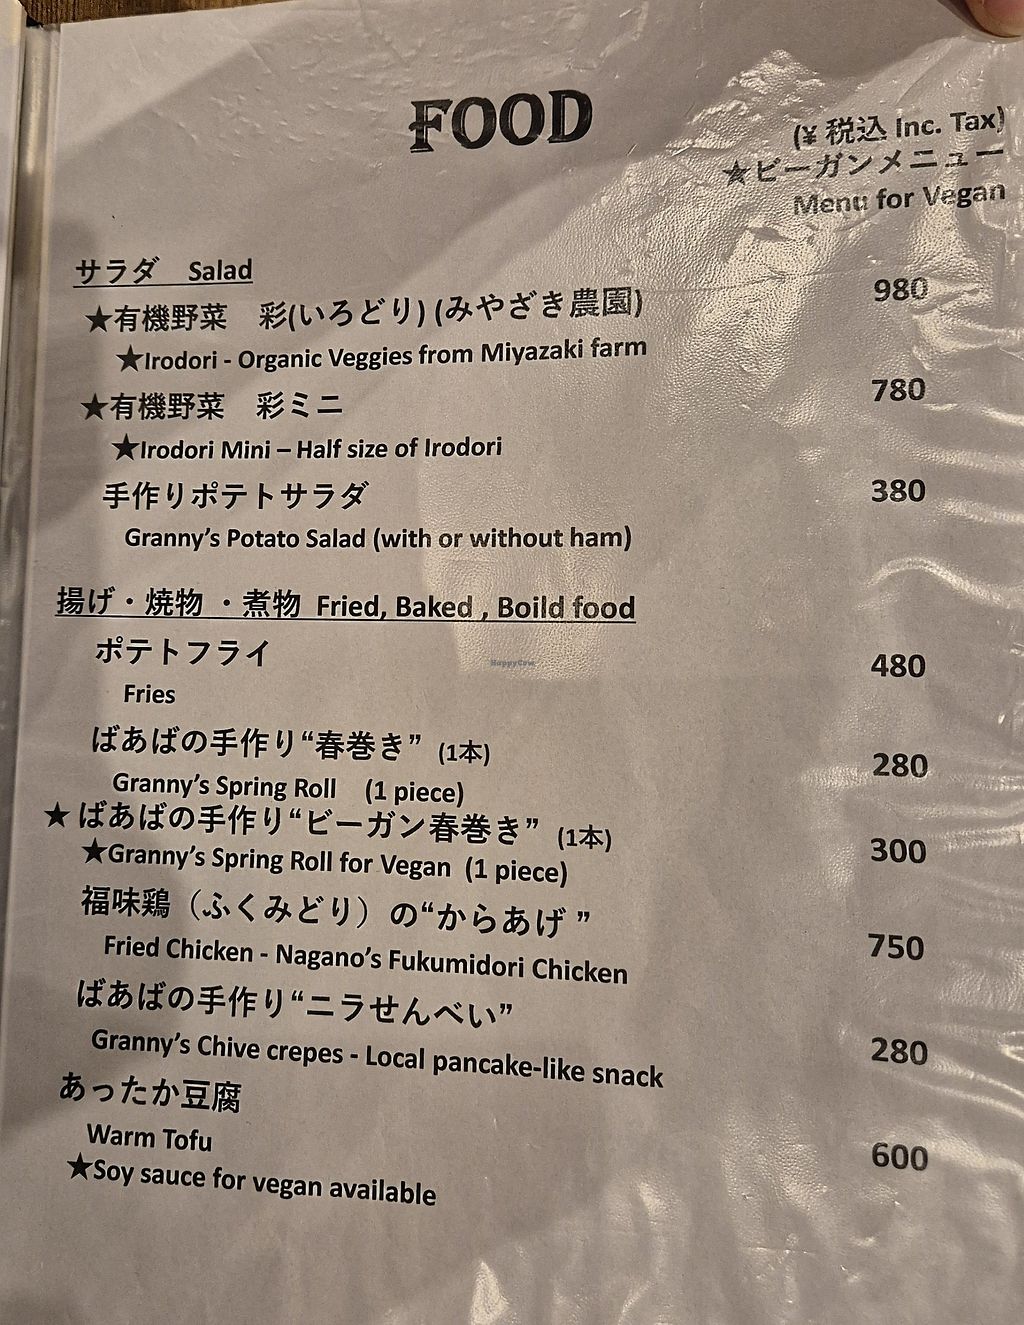 FOOD
(¥ 税込 Inc. Tax)
★ビーガンメニュー
Menu for Vegan
サラダ Salad
★有機野菜 彩(いろどり) (みやざき農園) 980
★Irodori - Organic Veggies from Miyazaki farm
★有機野菜 彩ミニ 780
★Irodori Mini – Half size of Irodori
手作りポテトサラダ 380
Granny's Potato Salad (with or without ham)
揚げ・焼物・煮物 Fried, Baked , Boild food
ポテトフライ 480
Fries
ばあばの手作り“春巻き” (1本) 280
Granny's Spring Roll (1 piece)
★ばあばの手作り“ビーガン春巻き” (1本) 300
★Granny's Spring Roll for Vegan (1 piece)
福味鶏（ふくみどり）の“からあげ ” 750
Fried Chicken - Nagano's Fukumidori Chicken
ばあばの手作り“ニラせんべい” 280
Granny's Chive crepes - Local pancake-like snack
あったか豆腐 600
Warm Tofu
★Soy sauce for vegan available
HappyCow